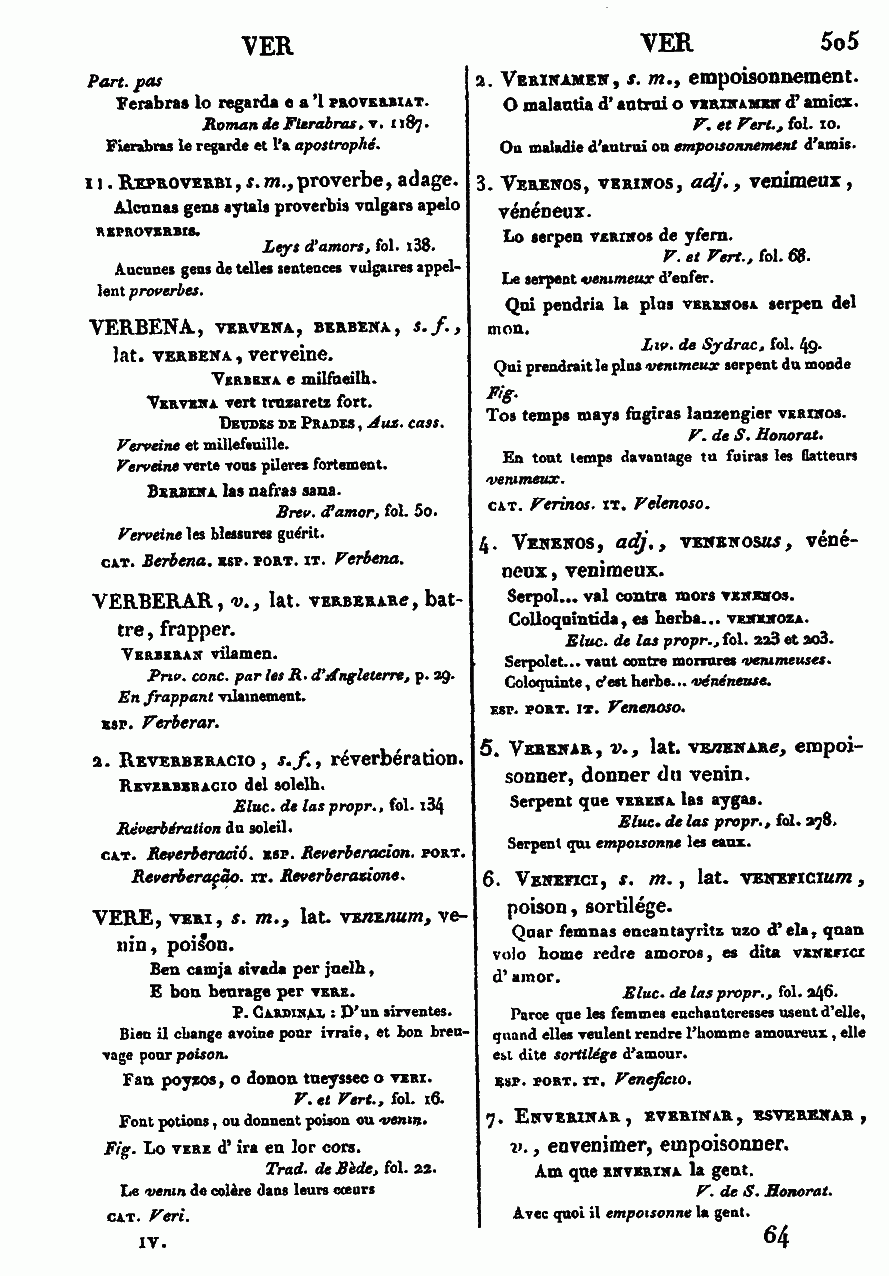 VER
VER 505
Part. pas
Ferabras lo regarda e a 'l PROVERBIAT.
Roman de Fierabras, v. 1187.
Fierabras le regarde et l'a apostrophé.
11. REPROVERBI, s. m., proverbe, adage.
Alcunas gens aytals proverbis vulgars apelo
REPROVERBIS.
Leys d'amors, fol. 138.
Aucunes gens de telles sentences vulgaires appel-
lent proverbes.
VERBENA, VERVENA, BERBENA, s. f.,
lat. VERBENA, verveine.
VERBENA e milfueilh.
VERVENA vert truzaretz fort.
DEUDES DE PRADES, Aux. cass.
Verveine et millefeuille.
Verveine verte vous pileres fortement.
BERBENA las nafras sana.
Brev. d'amor, fol. 50.
Verveine les blessures guérit.
CAT. Berbena. ESP. PORT. IT. Verbena.
VERBERAR, v., lat. VERBERARe, bat-
tre, frapper.
VERBERAN vilamen.
Priv. conc. par les R. d'Angleterre, p. 29.
En frappant vilainement.
ESP. Verberar.
2. REVERBERACIO, s. f., réverbération.
REVERBERACIO del solelh.
Eluc. de las propr., fol. 134
Réverbération du soleil.
CAT. Reverberació. ESP. Reverberacion. PORT.
Reverberação. IT. Reverberazione.
VERE, VERI, s. m., lat. VENENum, ve-
nin, poison.
Ben camja sivada per juelh,
E bon beurage per VERE.
P. CARDINAL : D'un sirventes.
Bien il change avoine pour ivraie, et bon breu-
vage pour poison.
Fan poyzos, o donon tueyssec o VERI.
V. et Vert., fol. 16.
Font potions, ou donnent poison ou venin.
Fig. Lo VERE d' ira en lor cors.
Trad. de Bède, fol. 22.
Le venin de colère dans leurs cœurs
CAT. Veri.
IV.
2. VERINAMEN, s. m., empoisonnement.
O malautia d' autrui o VERINAMEN d' amicx.
V. et Vert., fol. 10.
Ou maladie d'autrui ou empoisonnement d'amis.
3. VERENOS, VERINOS, adj., venimeux,
vénéneux.
Lo serpen VERINOS de yfern.
V. et Vert., fol. 68.
Le serpent venimeux d'enfer.
Qui pendria la plus VERENOSA serpen del
mon.
Liv. de Sydrac, fol. 49.
Qui prendrait le plus venimeux serpent du monde
Fig.
Tos temps mays fugiras lauzengier VERINOS.
V. de S. Honorat.
En tout temps davantage tu fuiras les flatteurs
venimeux.
CAT. Verinos. IT. Velenoso.
4. VENENOS, adj., VENENOSus, véné-
neux, venimeux.
Serpol... val contra mors VENENOS.
Colloquintida, es herba... VENENOZA.
Eluc. de las propr., fol. 223 et 203.
Serpolet... vaut contre morsures venimeuses.
Coloquinte, c'est herbe... vénéneuse.
ESP. PORT. IT. Venenoso.
5. VERENAR, v., lat. VENENARe, empoi-
sonner, donner du venin.
Serpent que VERENA las aygas.
Eluc. de las propr., fol. 278.
Serpent qui empoisonne les eaux.
6. VENEFICI, s. m., lat. VENEFICIum,
poison, sortilége.
Quar femnas encantayritz uzo d' ela, quan
volo home redre amoros, es dita VENEFICI
d' amor.
Eluc. de las propr., fol. 246.
Parce que les femmes enchanteresses usent d'elle,
quand elles veulent rendre l'homme amoureux, elle
est dite sortilége d'amour.
ESP. PORT. IT. Veneficio.
7. ENVERINAR, EVERINAR, ESVERENAR,
v., envenimer, empoisonner.
Am que ENVERINA la gent.
V. de S. Honorat.
Avec quoi il empoisonne la gent.
64